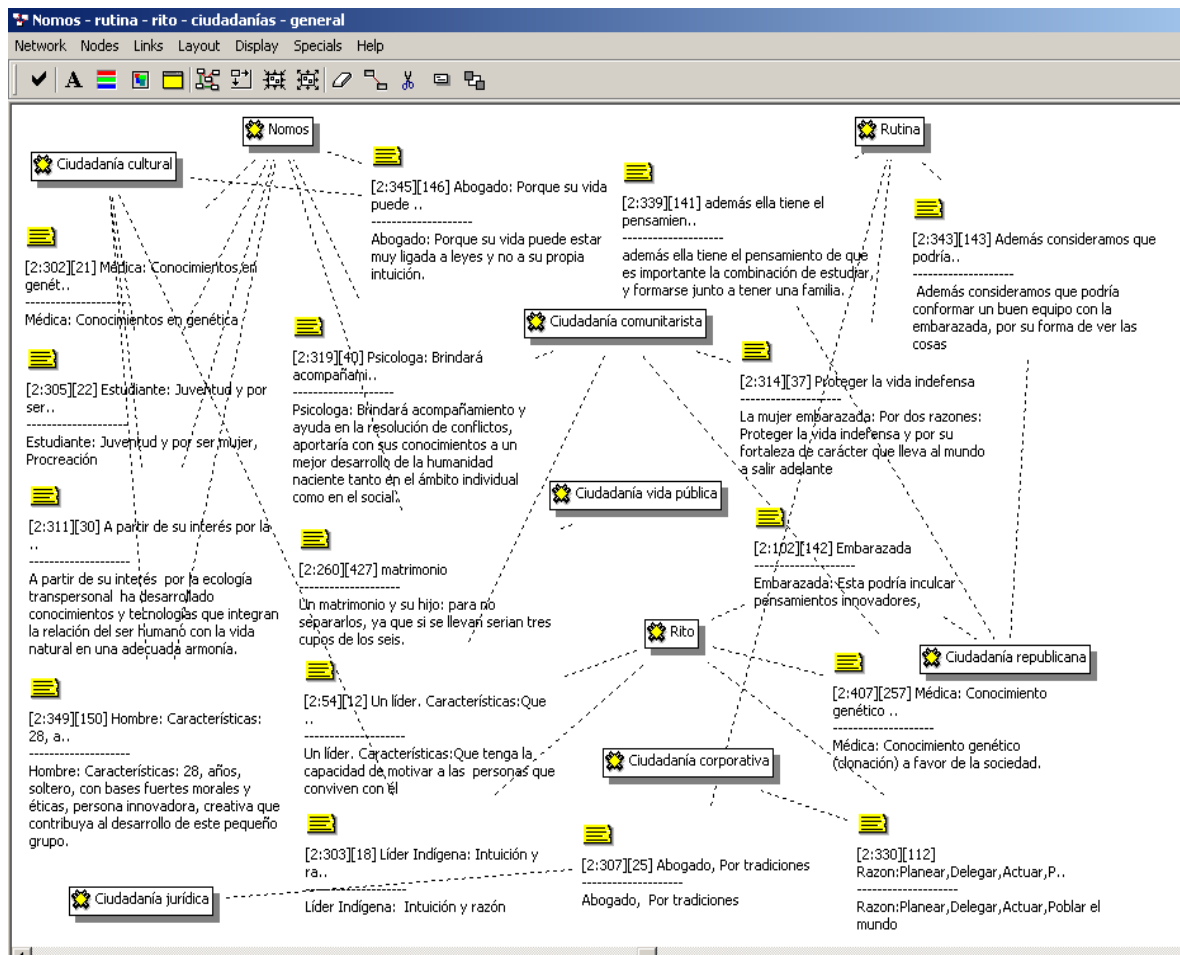 Nomos - rutina - rito - ciudadanías - general
Network Nodes Links Layout Display Specials Help
Nomos
Rutina
Ciudadanía cultural
[2:345][146] Abogado: Porque su vida
puede ..
--------------------
Abogado: Porque su vida puede estar
muy ligada a leyes y no a su propia
intuición.
[2:339][141] además ella tiene el
pensamien..
--------------------
además ella tiene el pensamiento de que
es importante la combinación de estudiar,
y formarse junto a tener una familia.
[2:343][143] Además consideramos que
podría..
--------------------
Además consideramos que podría
conformar un buen equipo con la
embarazada, por su forma de ver las
cosas
[2:302][21] Médica: Conocimientos en
genét..
--------------------
Médica: Conocimientos en genética
Ciudadanía comunitarista
[2:319][40] Psicologa: Brindará
acompañami..
--------------------
Psicologa: Brindará acompañamiento y
ayuda en la resolución de conflictos,
aportaría con sus conocimientos a un
mejor desarrollo de la humanidad
naciente tanto en el ámbito individual
como en el social.
[2:305][22] Estudiante: Juventud y por
ser..
--------------------
Estudiante: Juventud y por ser mujer,
Procreación
[2:314][37] Proteger la vida indefensa
--------------------
La mujer embarazada: Por dos razones:
Proteger la vida indefensa y por su
fortaleza de carácter que lleva al mundo
a salir adelante
Ciudadanía vida pública
[2:311][30] A partir de su interés por la
..
--------------------
A partir de su interés por la ecología
transpersonal ha desarrollado
conocimientos y tecnologías que integran
la relación del ser humano con la vida
natural en una adecuada armonía.
[2:260][427] matrimonio
--------------------
Un matrimonio y su hijo: para no
separarlos, ya que si se llevan serian tres
cupos de los seis.
[2:102][142] Embarazada
--------------------
Embarazada: Esta podría inculcar
pensamientos innovadores,
Rito
Ciudadanía republicana
[2:54][12] Un líder. Características:Que
..
--------------------
Un líder. Características:Que tenga la
capacidad de motivar a las personas que
conviven con él
[2:407][257] Médica: Conocimiento
genético ..
--------------------
Médica: Conocimiento genético
(clonación) a favor de la sociedad.
[2:349][150] Hombre: Características:
28, a..
--------------------
Hombre: Características: 28, años,
soltero, con bases fuertes morales y
éticas, persona innovadora, creativa que
contribuya al desarrollo de este pequeño
grupo.
Ciudadanía corporativa
[2:303][18] Líder Indígena: Intuición y
ra..
--------------------
Líder Indígena: Intuición y razón
[2:307][25] Abogado, Por tradiciones
--------------------
Abogado, Por tradiciones
[2:330][112]
Razon:Planear,Delegar,Actuar,P..
--------------------
Razon:Planear,Delegar,Actuar,Poblar el
mundo
Ciudadanía jurídica